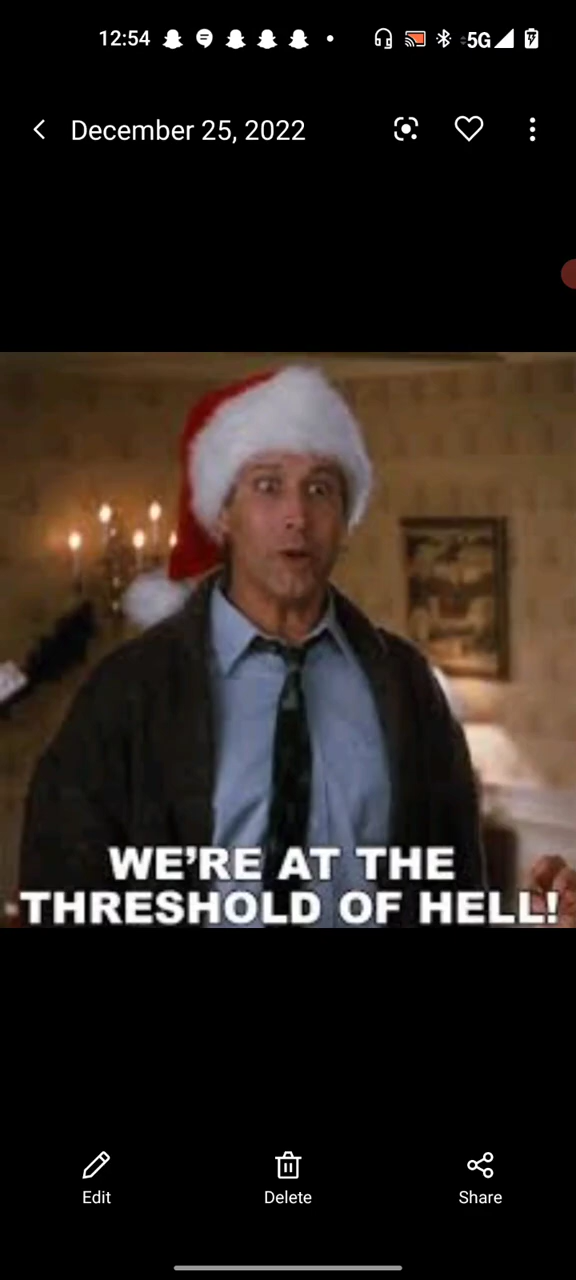 12:54
5G
December 25, 2022
WE'RE AT THE
THRESHOLD OF HELL!
Edit
Delete
Share